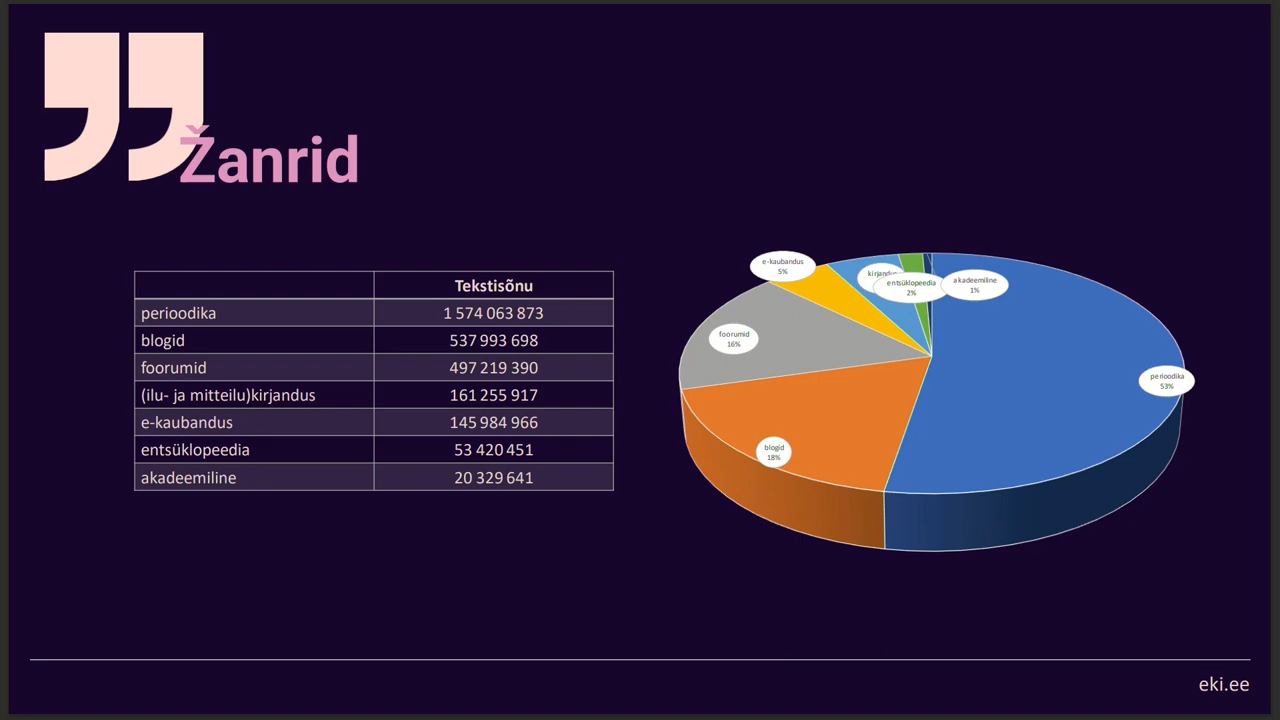 Žanrid
Tekstisõnu
perioodika 1 574 063 873
blogid 537 993 698
foorumid 497 219 390
(ilu- ja mitteilu)kirjandus 161 255 917
e-kaubandus 145 984 966
entsüklopeedia 53 420 451
akadeemiline 20 329 641
e-kaubandus
5%
kirjandus
entsüklopeedia
2%
akadeemiline
1%
foorumid
16%
perioodika
53%
blogid
18%
eki.ee